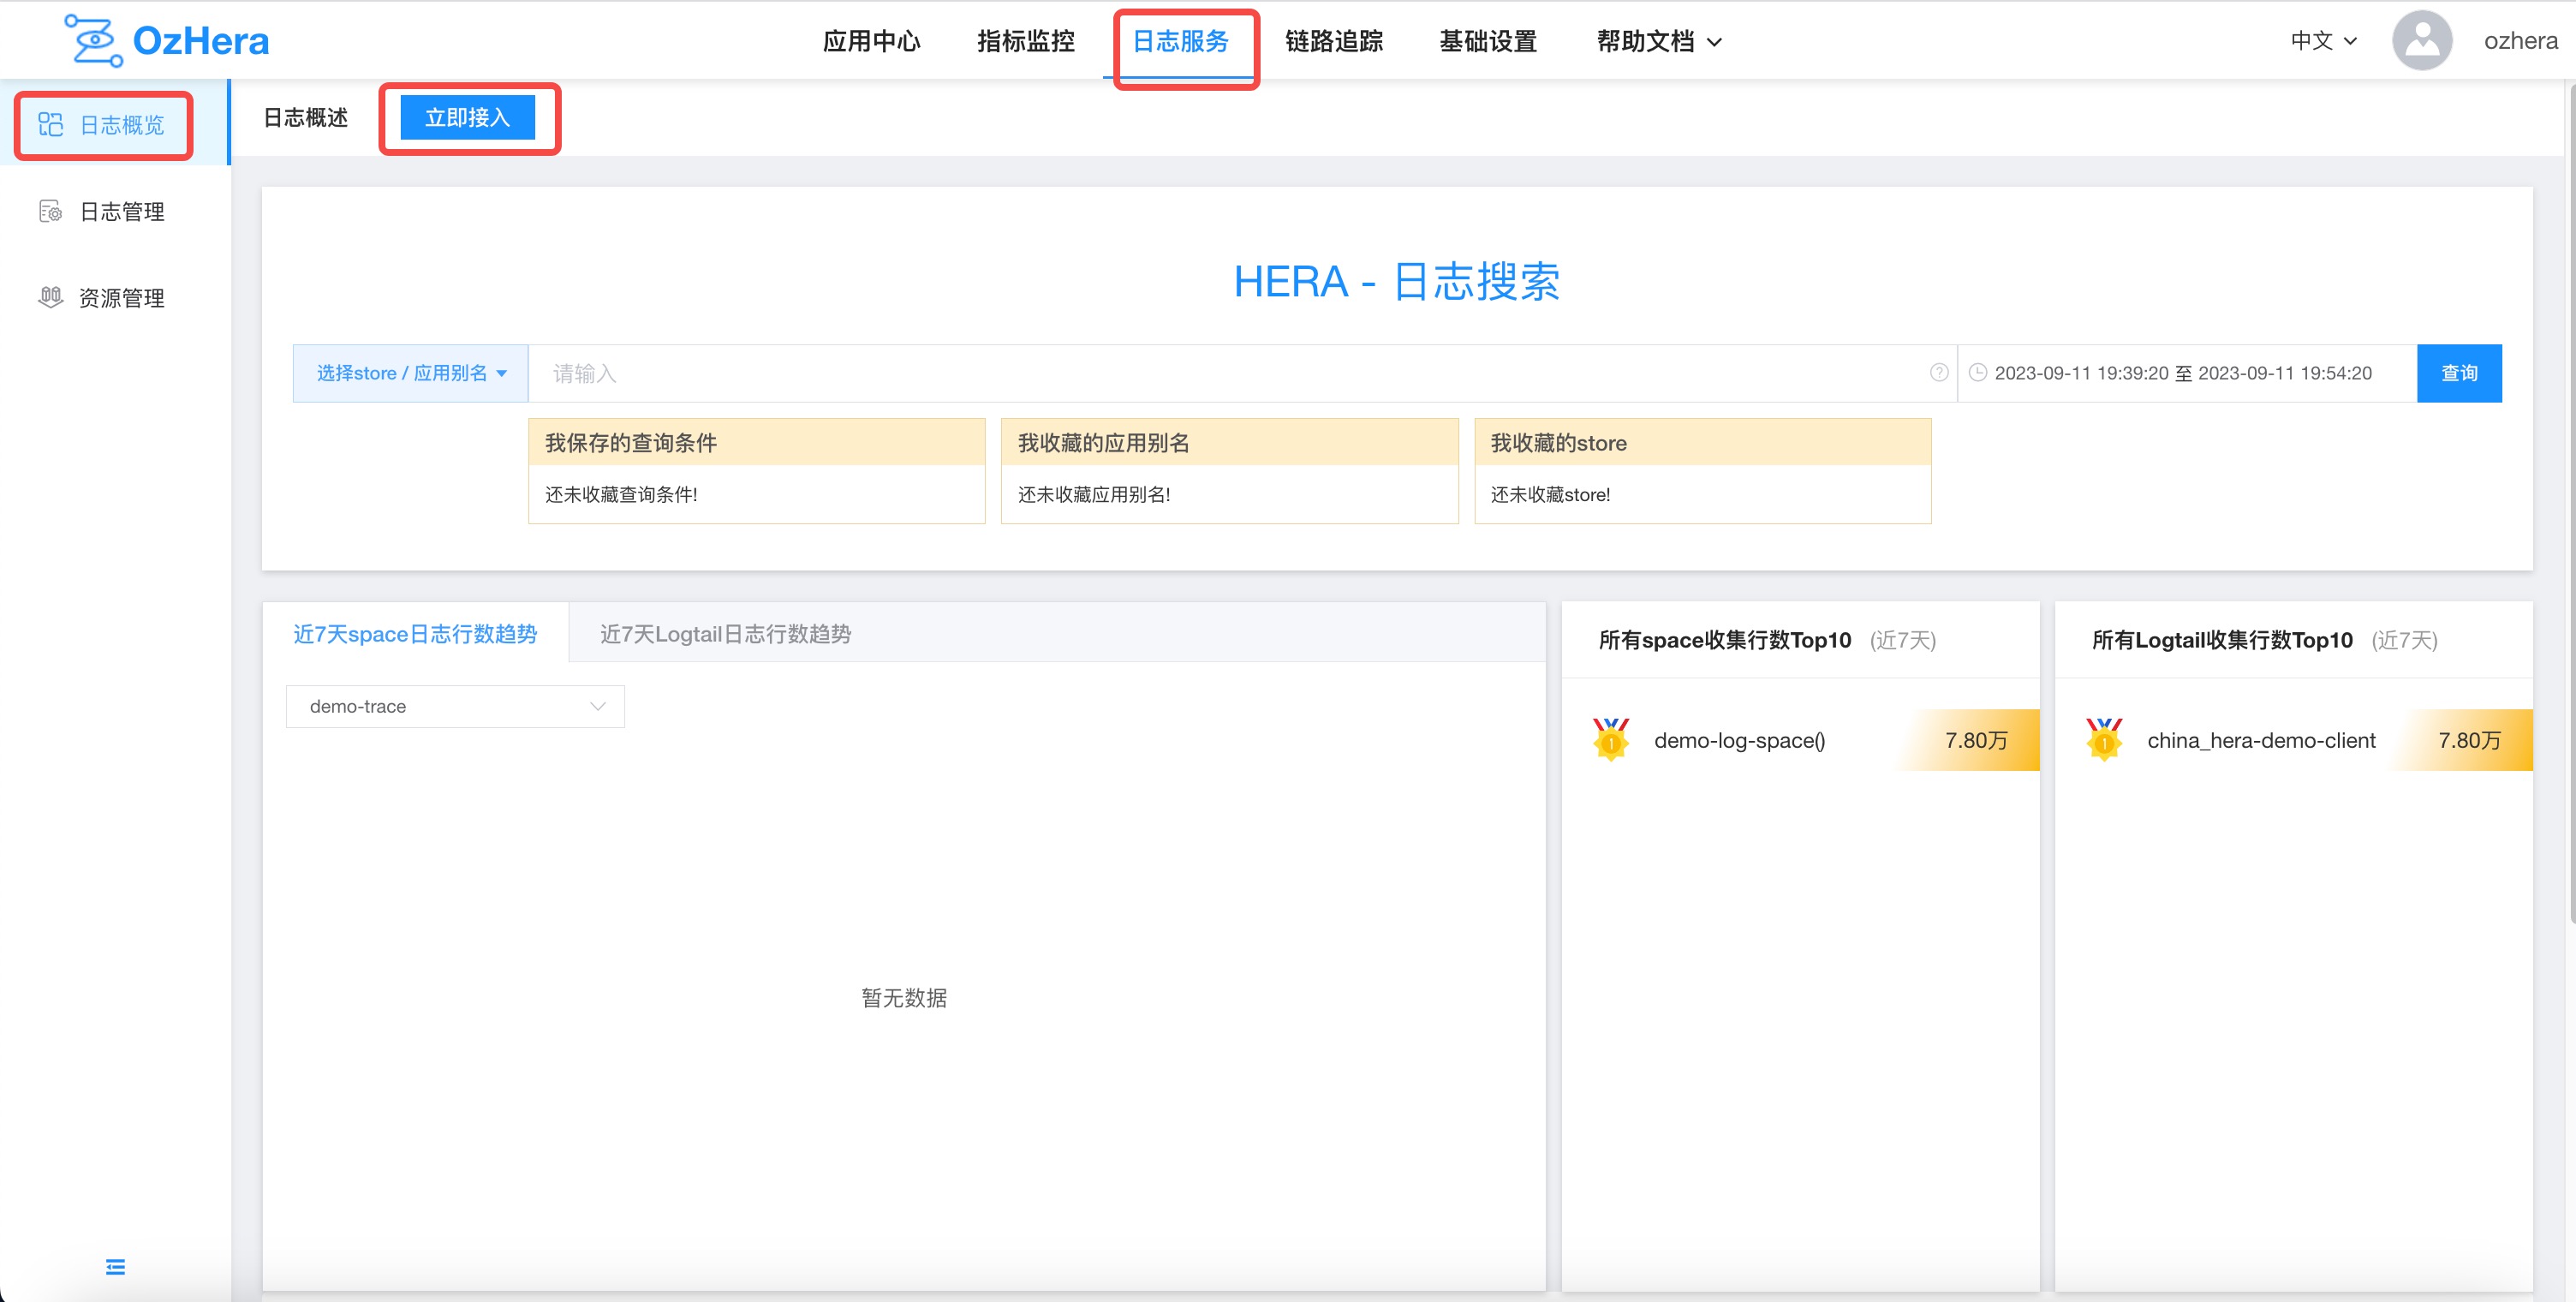 OzHera
应用中心
指标监控
日志服务
链路追踪
基础设置
帮助文档
中文
ozhera
日志概览
日志管理
资源管理
日志概述
立即接入
HERA - 日志搜索
选择store / 应用别名
请输入
2023-09-11 19:39:20 至 2023-09-11 19:54:20
查询
我保存的查询条件
还未收藏查询条件!
我收藏的应用别名
还未收藏应用别名!
我收藏的store
还未收藏store!
近7天space日志行数趋势
近7天Logtail日志行数趋势
demo-trace
暂无数据
所有space收集行数Top10 (近7天)
1
demo-log-space()
7.80万
所有Logtail收集行数Top10 (近7天)
1
china_hera-demo-client
7.80万